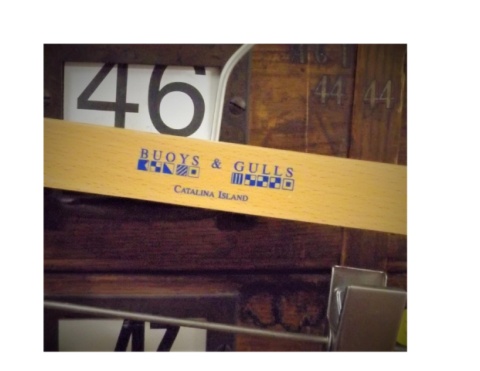 46
44 44
BUOYS & GULLS
CATALINA ISLAND
47